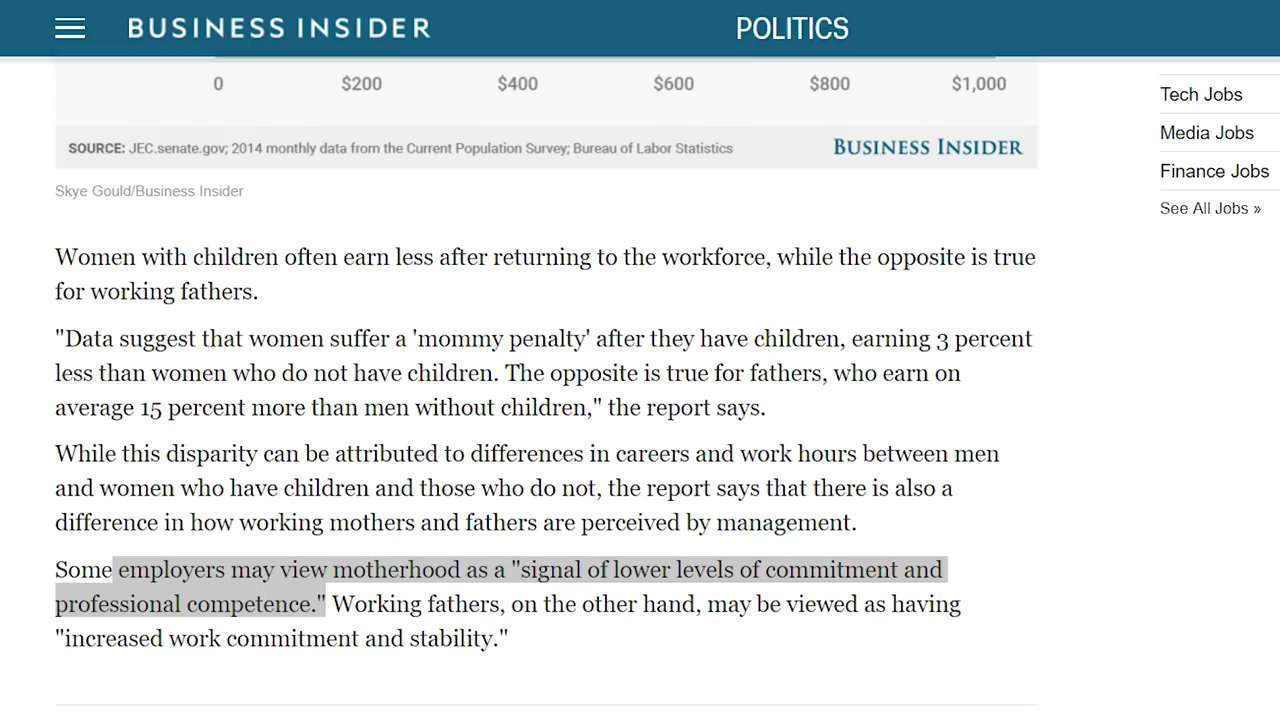 BUSINESS INSIDER
POLITICS
0 $200 $400 $600 $800 $1,000
SOURCE: JEC.senate.gov; 2014 monthly data from the Current Population Survey; Bureau of Labor Statistics
BUSINESS INSIDER
Skye Gould/Business Insider
Women with children often earn less after returning to the workforce, while the opposite is true
for working fathers.
"Data suggest that women suffer a 'mommy penalty' after they have children, earning 3 percent
less than women who do not have children. The opposite is true for fathers, who earn on
average 15 percent more than men without children," the report says.
While this disparity can be attributed to differences in careers and work hours between men
and women who have children and those who do not, the report says that there is also a
difference in how working mothers and fathers are perceived by management.
Some employers may view motherhood as a "signal of lower levels of commitment and
professional competence." Working fathers, on the other hand, may be viewed as having
"increased work commitment and stability."
Tech Jobs
Media Jobs
Finance Jobs
See All Jobs »